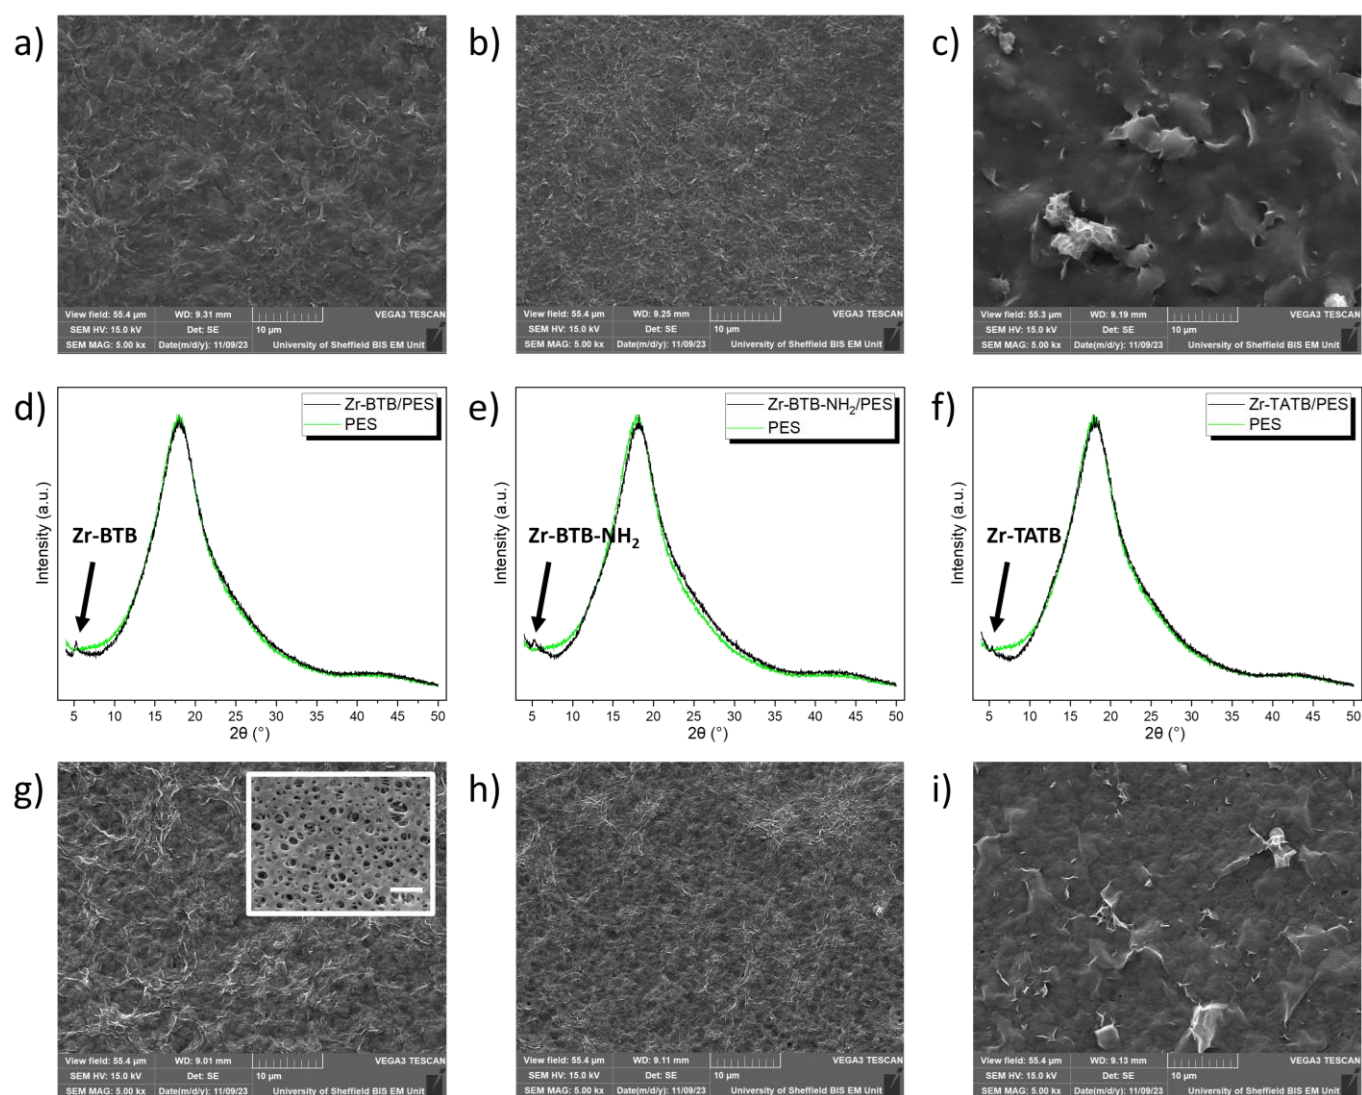 a)
b)
c)
View field: 55.4 µm WD: 9.31 mm VEGA3 TESCAN
SEM HV: 15.0 kV Det: SE 10 µm
SEM MAG: 5.00 kx Date(m/d/y): 11/09/23 University of Sheffield BIS EM Unit
View field: 55.4 µm WD: 9.25 mm VEGA3 TESCAN
SEM HV: 15.0 kV Det: SE 10 µm
SEM MAG: 5.00 kx Date(m/d/y): 11/09/23 University of Sheffield BIS EM Unit
View field: 55.3 µm WD: 9.19 mm VEGA3 TESCAN
SEM HV: 15.0 kV Det: SE 10 µm
SEM MAG: 5.00 kx Date(m/d/y): 11/09/23 University of Sheffield BIS EM Unit
d)
Zr-BTB/PES
PES
Zr-BTB
Intensity (a.u.)
5 10 15 20 25 30 35 40 45 50
2θ (°)
e)
Zr-BTB-NH₂/PES
PES
Zr-BTB-NH₂
Intensity (a.u.)
5 10 15 20 25 30 35 40 45 50
2θ (°)
f)
Zr-TATB/PES
PES
Zr-TATB
Intensity (a.u.)
5 10 15 20 25 30 35 40 45 50
2θ (°)
g)
h)
i)
View field: 55.4 µm WD: 9.01 mm VEGA3 TESCAN
SEM HV: 15.0 kV Det: SE 10 µm
SEM MAG: 5.00 kx Date(m/d/y): 11/09/23 University of Sheffield BIS EM Unit
View field: 55.4 µm WD: 9.11 mm VEGA3 TESCAN
SEM HV: 15.0 kV Det: SE 10 µm
SEM MAG: 5.00 kx Date(m/d/y): 11/09/23 University of Sheffield BIS EM Unit
View field: 55.4 µm WD: 9.13 mm VEGA3 TESCAN
SEM HV: 15.0 kV Det: SE 10 µm
SEM MAG: 5.00 kx Date(m/d/y): 11/09/23 University of Sheffield BIS EM Unit